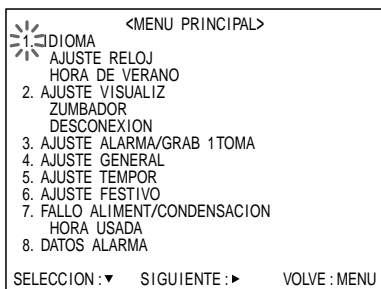 <MENU PRINCIPAL>
1. IDIOMA
AJUSTE RELOJ
HORA DE VERANO
2. AJUSTE VISUALIZ
ZUMBADOR
DESCONEXION
3. AJUSTE ALARMA/GRAB 1TOMA
4. AJUSTE GENERAL
5. AJUSTE TEMPOR
6. AJUSTE FESTIVO
7. FALLO ALIMENT/CONDENSACION
HORA USADA
8. DATOS ALARMA
SELECCION :▼ SIGUIENTE :► VOLVE : MENU